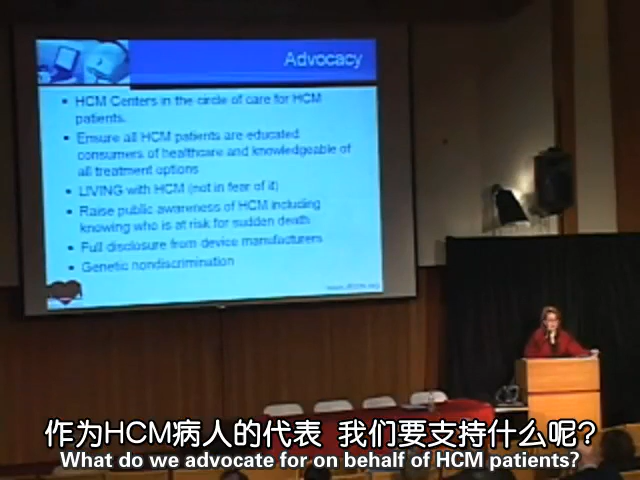 Advocacy
• HCM Centers in the circle of care for HCM
patients.
• Ensure all HCM patients are educated
consumers of healthcare and knowledgeable of
all treatment options
• LIVING with HCM (not in fear of it)
• Raise public awareness of HCM including
knowing who is at risk for sudden death
• Full disclosure from device manufacturers
• Genetic nondiscrimination
作为HCM病人的代表 我们要支持什么呢?
What do we advocate for on behalf of HCM patients?